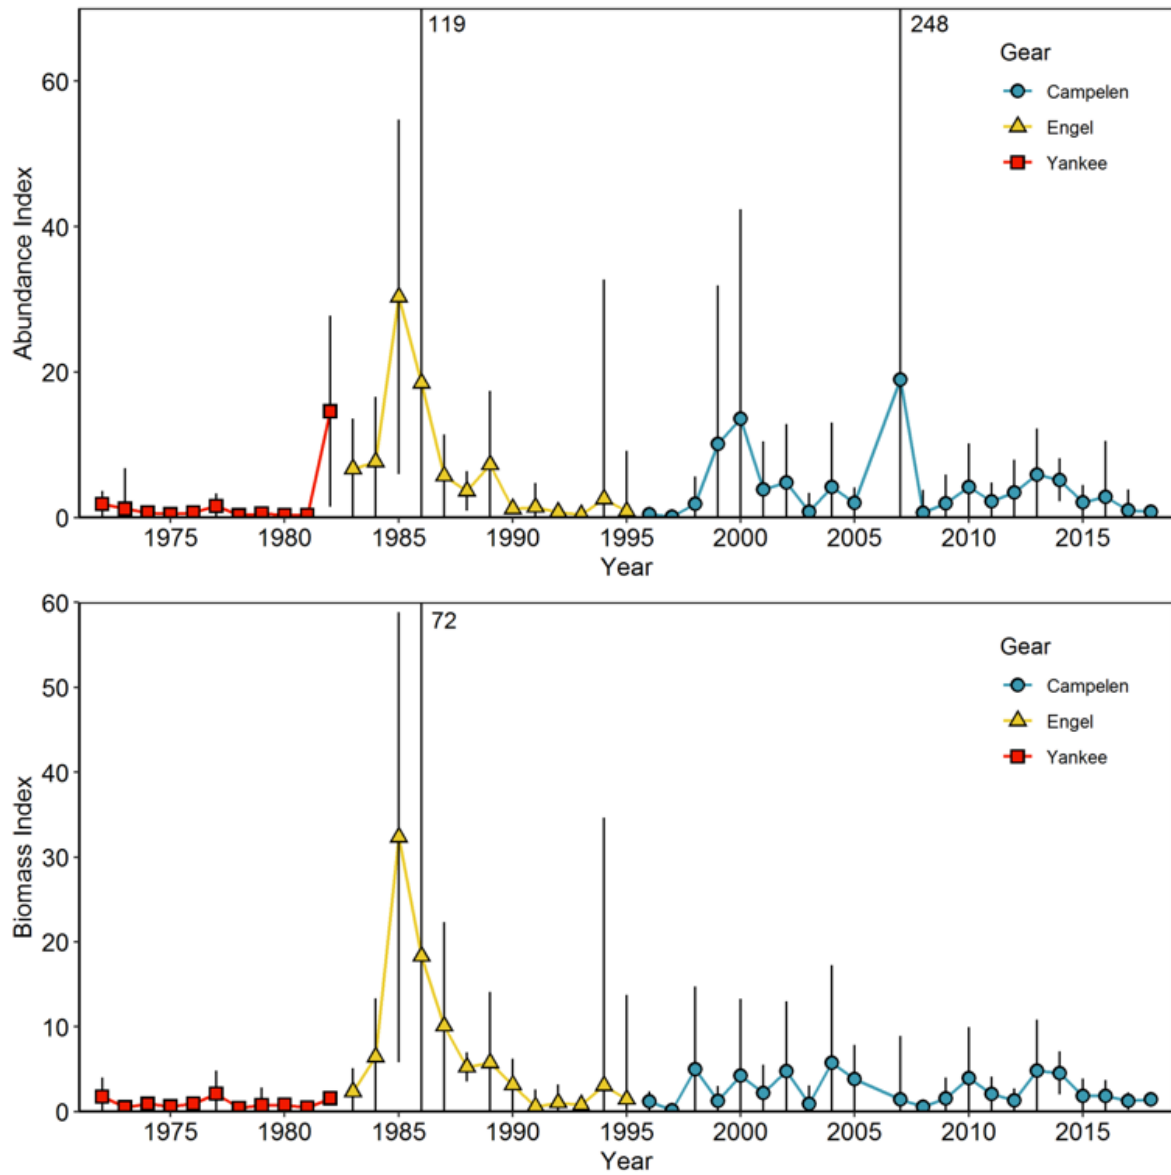 119
248
Gear
Campelen
Engel
Yankee
60
40
20
0
Abundance Index
1975 1980 1985 1990 1995 2000 2005 2010 2015
Year
72
Gear
Campelen
Engel
Yankee
60
50
40
30
20
10
0
Biomass Index
1975 1980 1985 1990 1995 2000 2005 2010 2015
Year